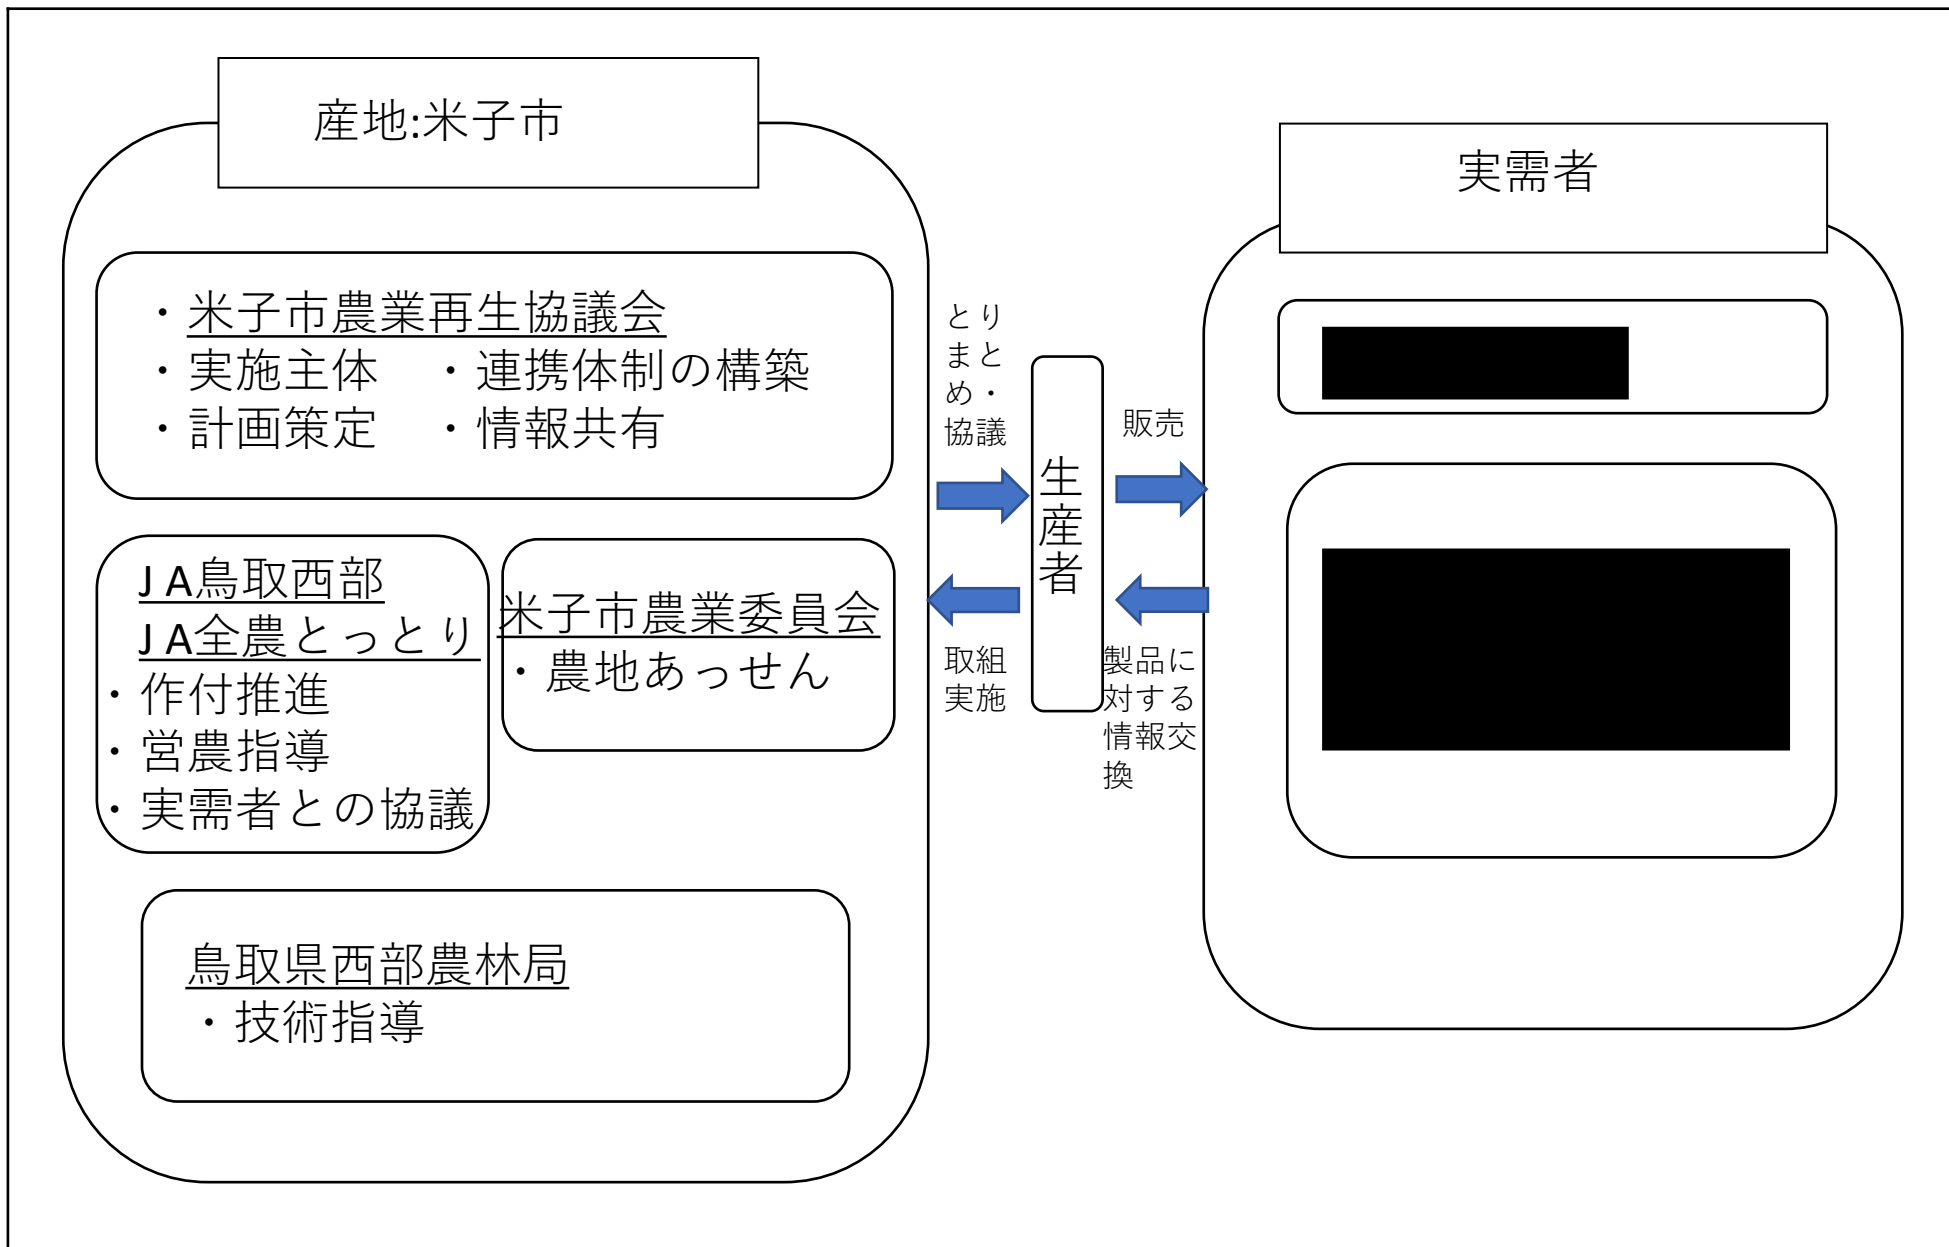 産地:米子市
・米子市農業再生協議会
・実施主体　・連携体制の構築
・計画策定　・情報共有
ＪA鳥取西部
ＪA全農とっとり
・作付推進
・営農指導
・実需者との協議
米子市農業委員会
・農地あっせん
鳥取県西部農林局
・技術指導
とり
まと
め・
協議
取組
実施
生
産
者
販売
製品に
対する
情報交
換
実需者